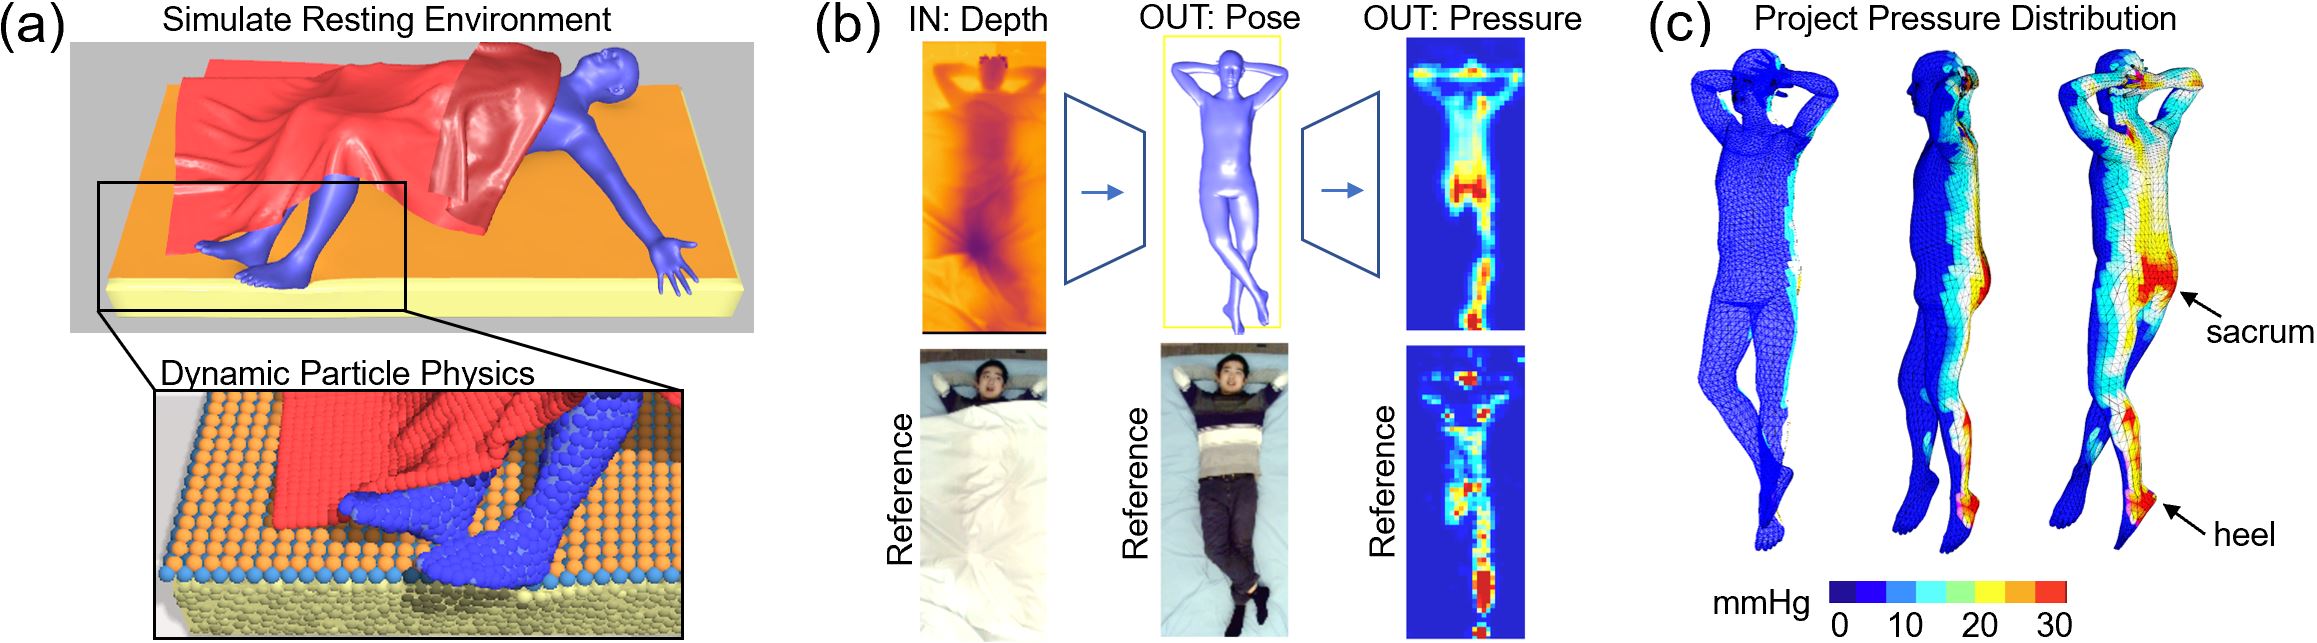 (a)
Simulate Resting Environment
Dynamic Particle Physics
(b)
IN: Depth
OUT: Pose
OUT: Pressure
Reference
Reference
Reference
(c)
Project Pressure Distribution
sacrum
heel
mmHg
0 10 20 30